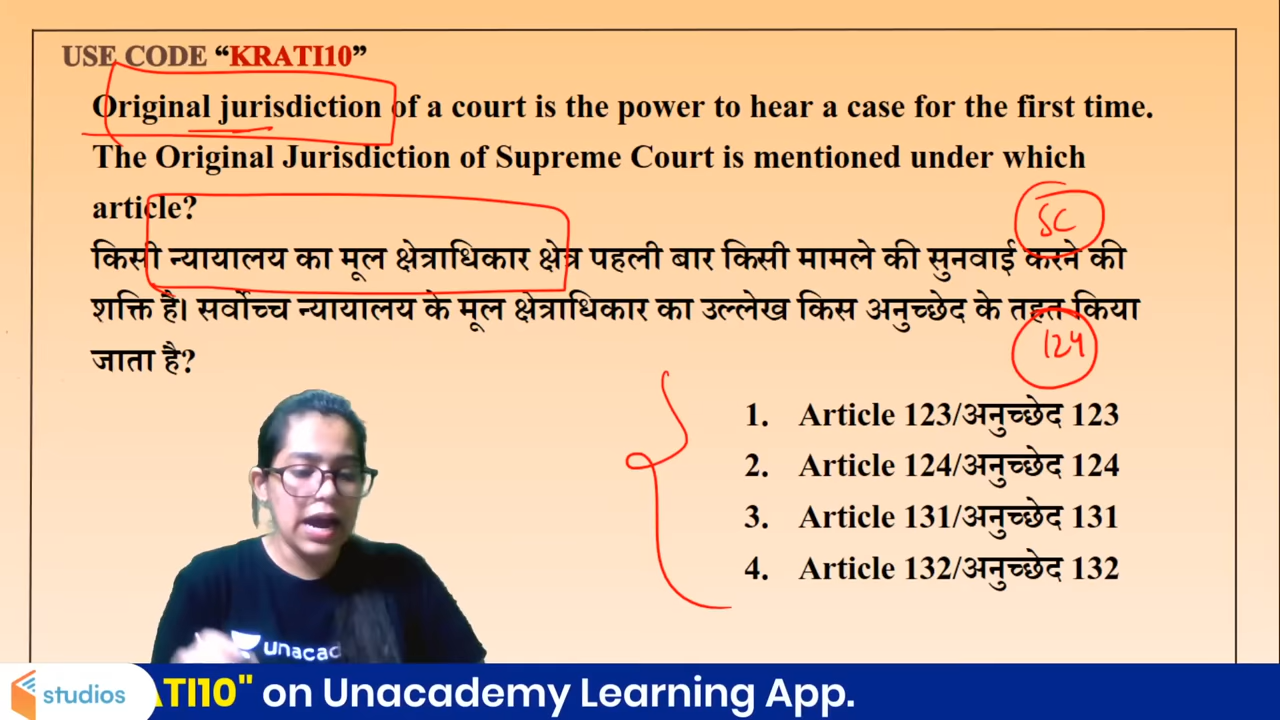 USE CODE “KRATI10”
Original jurisdiction of a court is the power to hear a case for the first time.
The Original Jurisdiction of Supreme Court is mentioned under which
article?
SC
किसी न्यायालय का मूल क्षेत्राधिकार क्षेत्र पहली बार किसी मामले की सुनवाई करने की
शक्ति है। सर्वोच्च न्यायालय के मूल क्षेत्राधिकार का उल्लेख किस अनुच्छेद के तहत किया
जाता है?
124
1. Article 123/अनुच्छेद 123
2. Article 124/अनुच्छेद 124
3. Article 131/अनुच्छेद 131
4. Article 132/अनुच्छेद 132
unacad
studios
ATI10" on Unacademy Learning App.